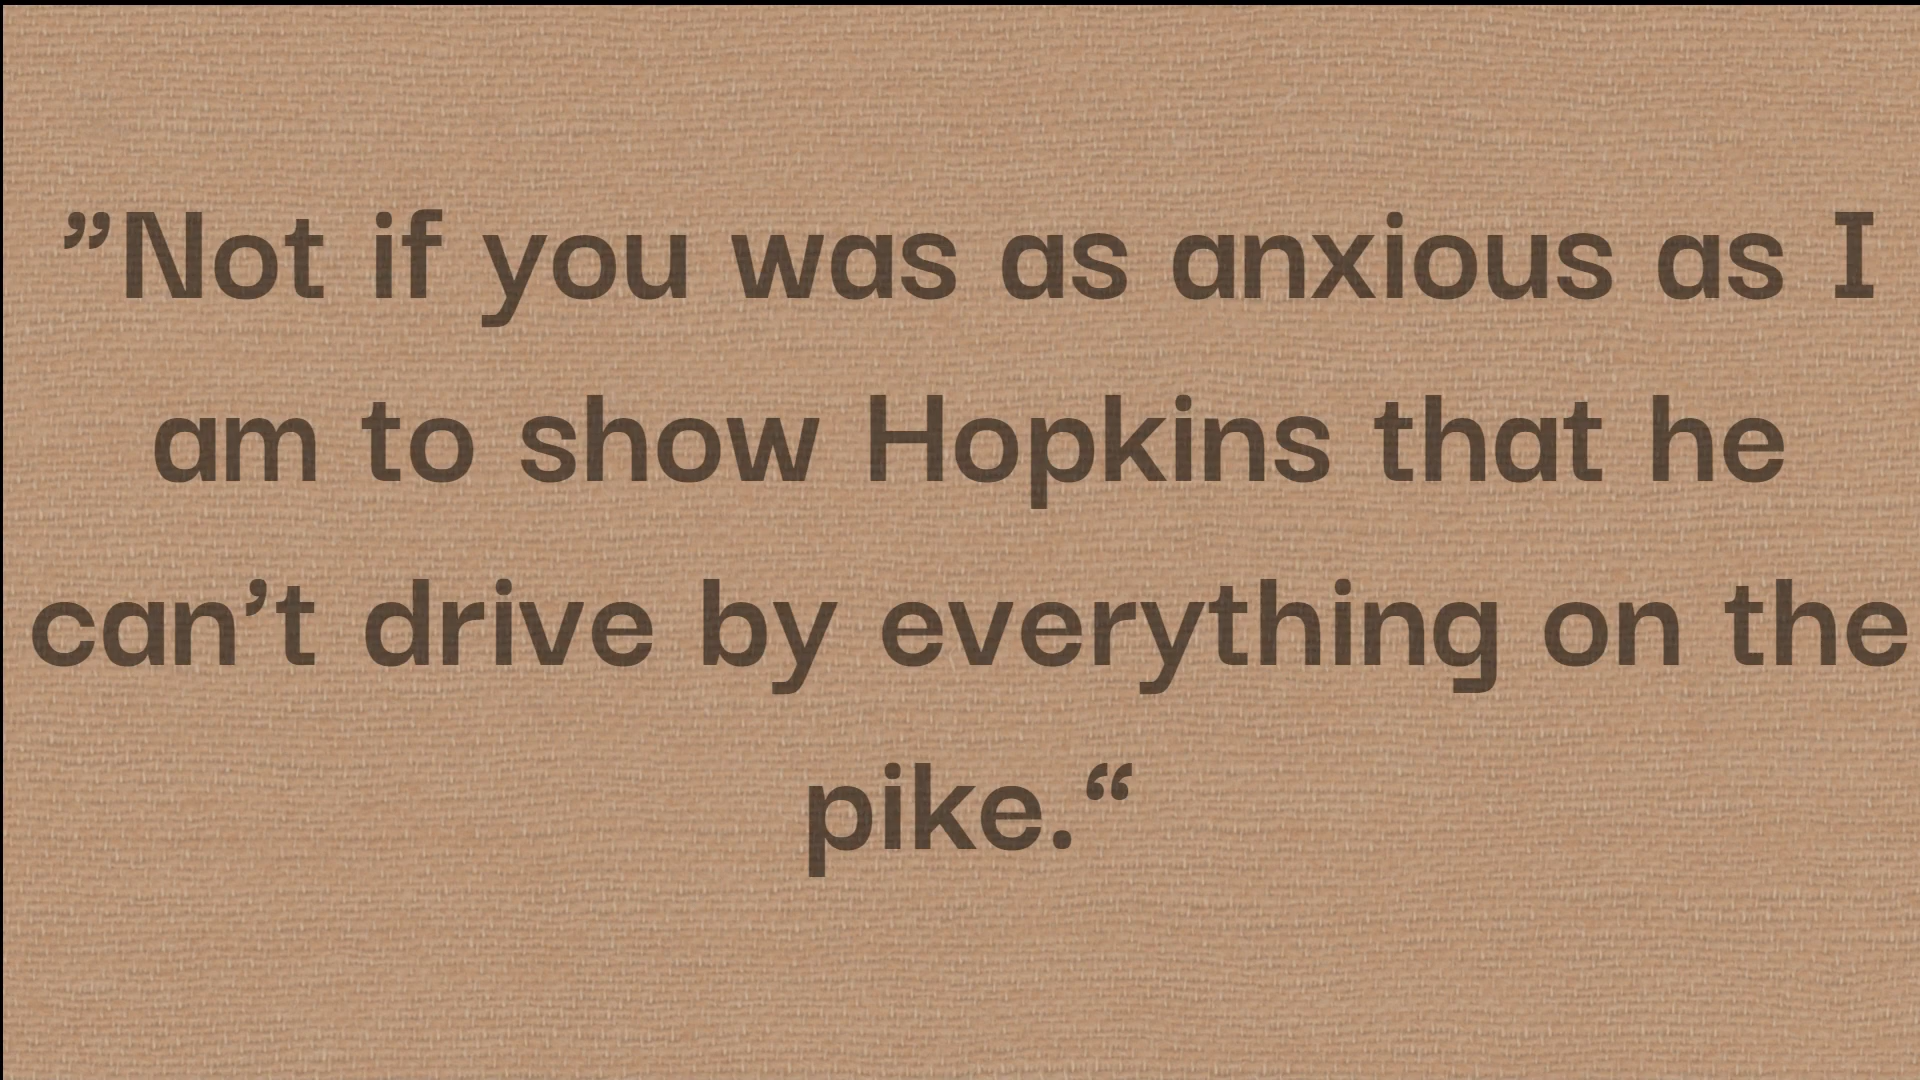 ”Not if you was as anxious as I
am to show Hopkins that he
can’t drive by everything on the
pike.“